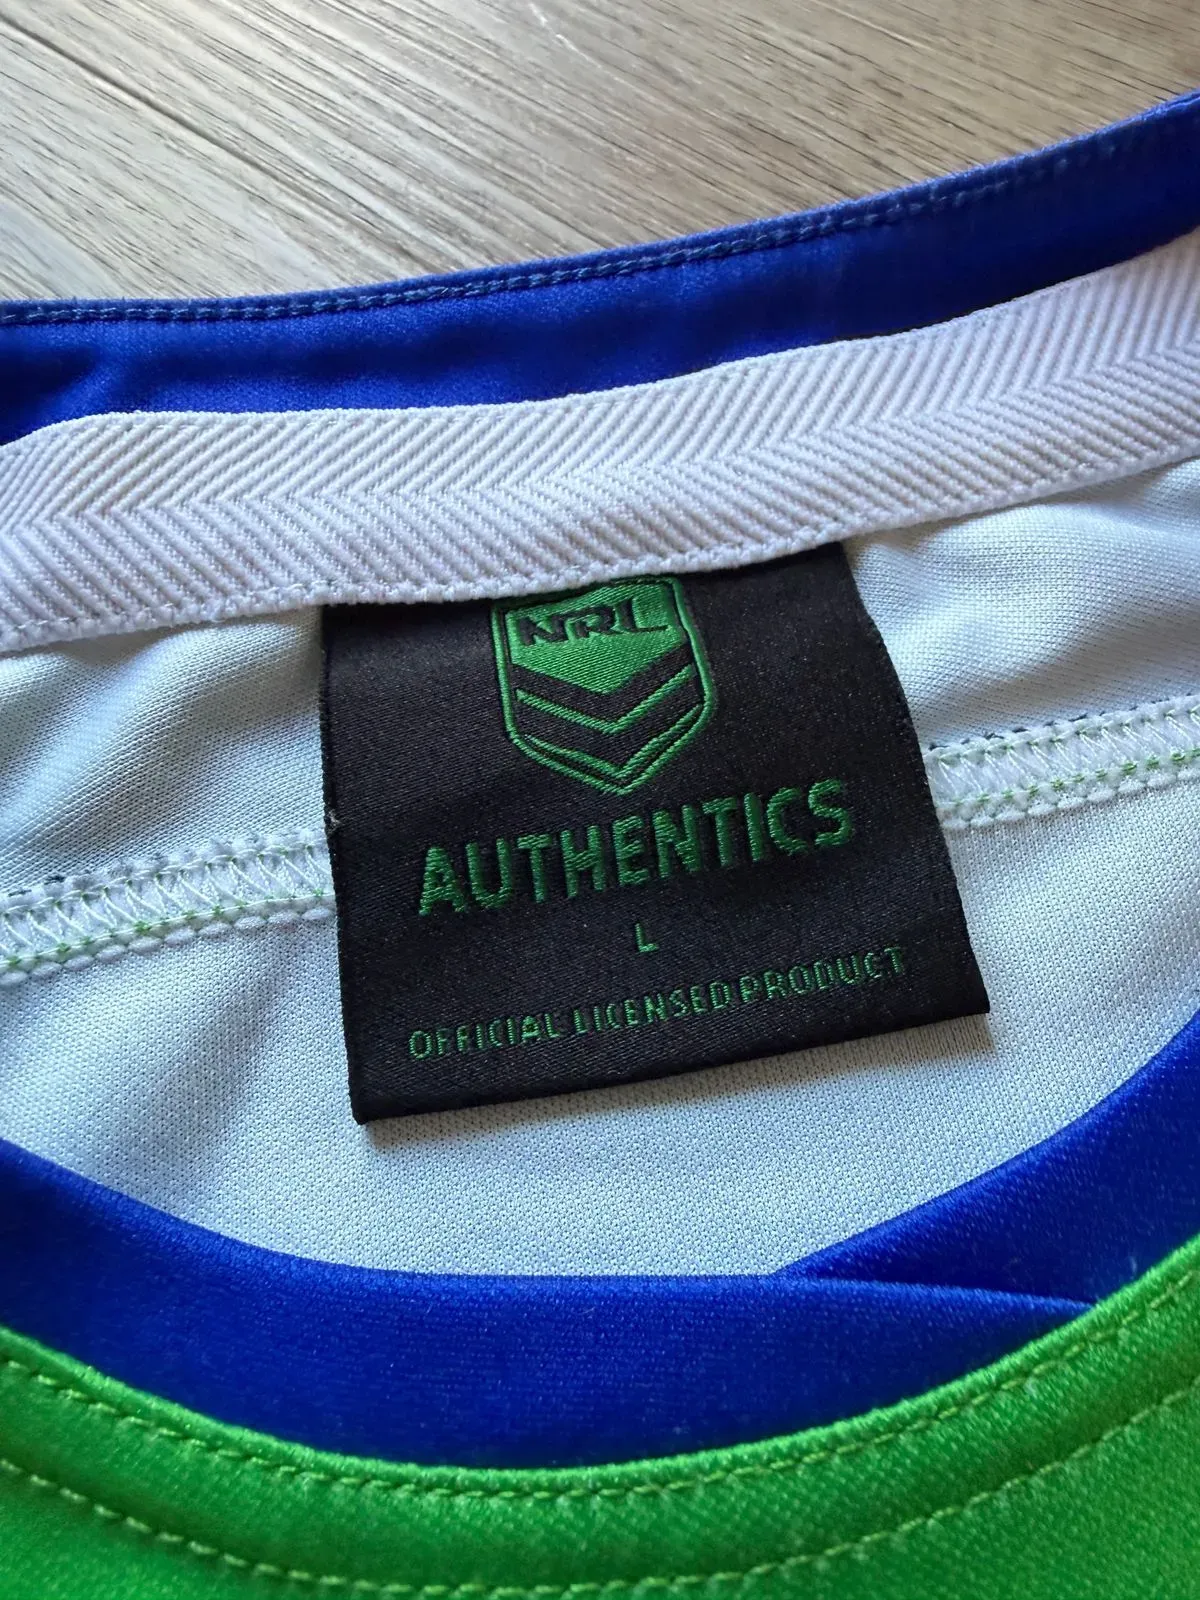 NRL
AUTHENTICS
L
OFFICIAL LICENSED PRODUCT